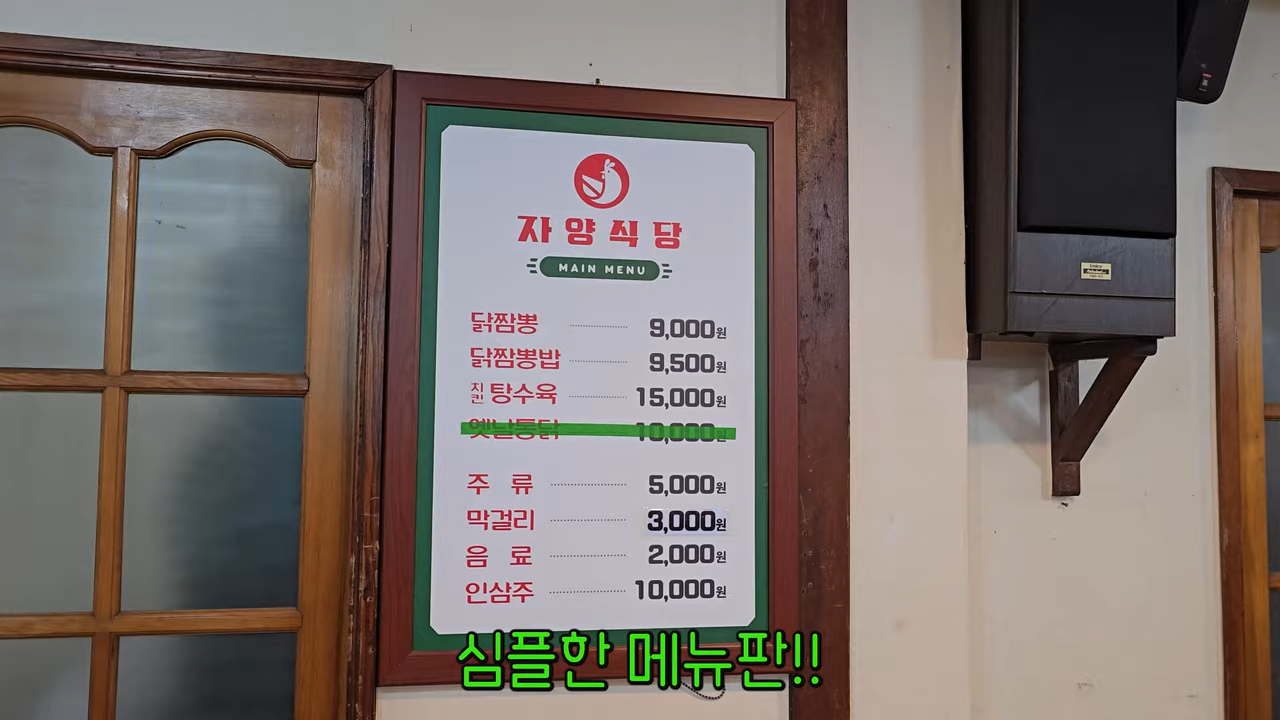 자양식당
MAIN MENU
닭짬뽕 9,000원
닭짬뽕밥 9,500원
치킨 탕수육 15,000원
옛날통닭 10,000원
주 류 5,000원
막걸리 3,000원
음 료 2,000원
인삼주 10,000원
심플한 메뉴판!!